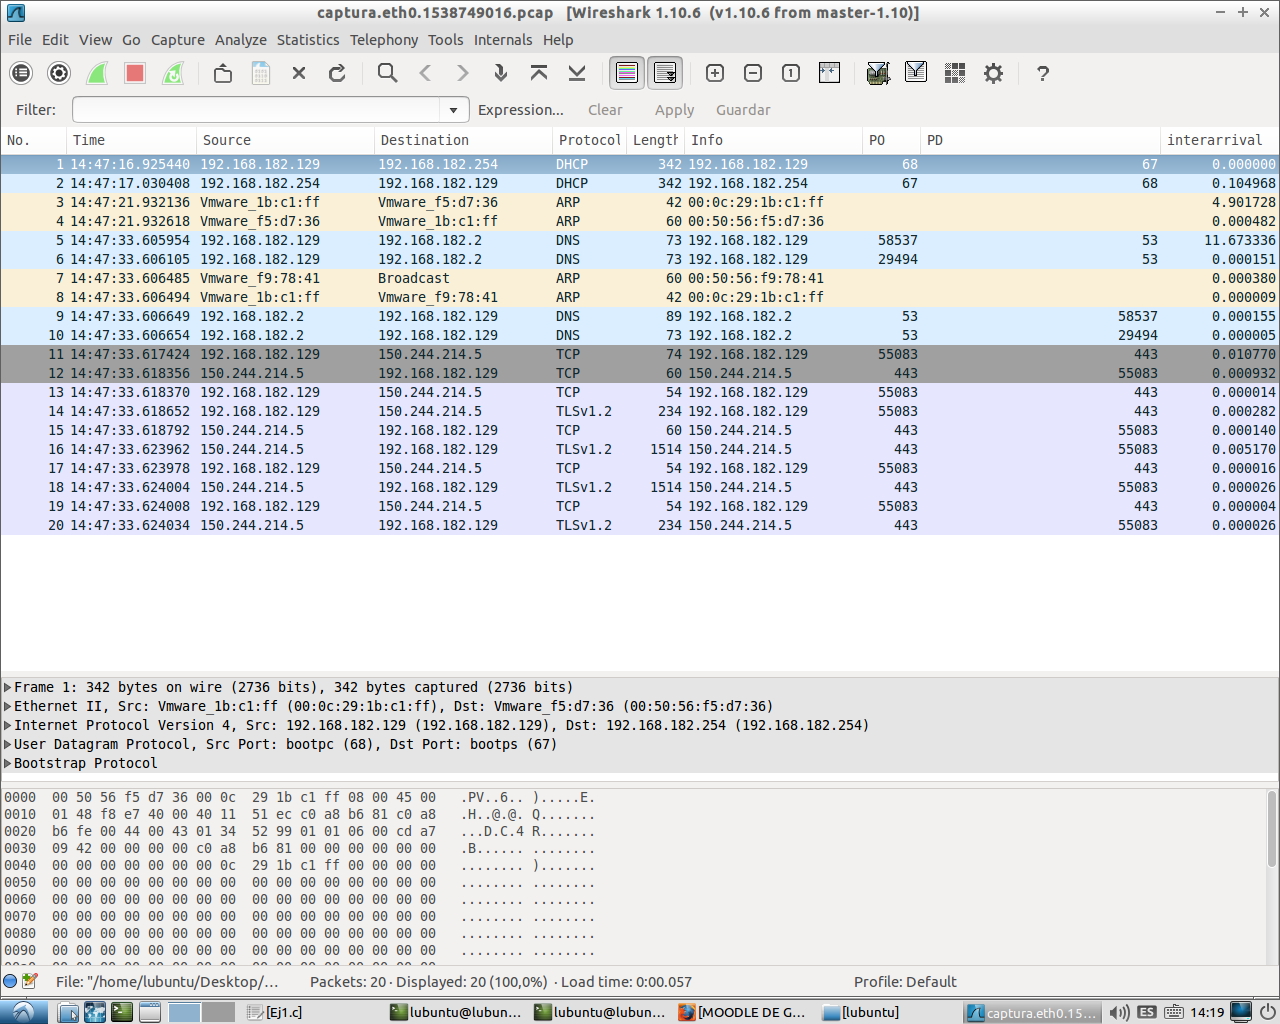 captura.eth0.1538749016.pcap   [Wireshark 1.10.6  (v1.10.6 from master-1.10)]
File Edit View Go Capture Analyze Statistics Telephony Tools Internals Help
Filter: Expression... Clear Apply Guardar
No. Time Source Destination Protocol Length Info PO PD interarrival
1 14:47:16.925440 192.168.182.129 192.168.182.254 DHCP 342 192.168.182.129 68 67 0.000000
2 14:47:17.030408 192.168.182.254 192.168.182.129 DHCP 342 192.168.182.254 67 68 0.104968
3 14:47:21.932136 Vmware_1b:c1:ff Vmware_f5:d7:36 ARP 42 00:0c:29:1b:c1:ff 4.901728
4 14:47:21.932618 Vmware_f5:d7:36 Vmware_1b:c1:ff ARP 60 00:50:56:f5:d7:36 0.000482
5 14:47:33.605954 192.168.182.129 192.168.182.2 DNS 73 192.168.182.129 58537 53 11.673336
6 14:47:33.606105 192.168.182.129 192.168.182.2 DNS 73 192.168.182.129 29494 53 0.000151
7 14:47:33.606485 Vmware_f9:78:41 Broadcast ARP 60 00:50:56:f9:78:41 0.000380
8 14:47:33.606494 Vmware_1b:c1:ff Vmware_f9:78:41 ARP 42 00:0c:29:1b:c1:ff 0.000009
9 14:47:33.606649 192.168.182.2 192.168.182.129 DNS 89 192.168.182.2 53 58537 0.000155
10 14:47:33.606654 192.168.182.2 192.168.182.129 DNS 73 192.168.182.2 53 29494 0.000005
11 14:47:33.617424 192.168.182.129 150.244.214.5 TCP 74 192.168.182.129 55083 443 0.010770
12 14:47:33.618356 150.244.214.5 192.168.182.129 TCP 60 150.244.214.5 443 55083 0.000932
13 14:47:33.618370 192.168.182.129 150.244.214.5 TCP 54 192.168.182.129 55083 443 0.000014
14 14:47:33.618652 192.168.182.129 150.244.214.5 TLSv1.2 234 192.168.182.129 55083 443 0.000282
15 14:47:33.618792 150.244.214.5 192.168.182.129 TCP 60 150.244.214.5 443 55083 0.000140
16 14:47:33.623962 150.244.214.5 192.168.182.129 TLSv1.2 1514 150.244.214.5 443 55083 0.005170
17 14:47:33.623978 192.168.182.129 150.244.214.5 TCP 54 192.168.182.129 55083 443 0.000016
18 14:47:33.624004 150.244.214.5 192.168.182.129 TLSv1.2 1514 150.244.214.5 443 55083 0.000026
19 14:47:33.624008 192.168.182.129 150.244.214.5 TCP 54 192.168.182.129 55083 443 0.000004
20 14:47:33.624034 150.244.214.5 192.168.182.129 TLSv1.2 234 150.244.214.5 443 55083 0.000026
Frame 1: 342 bytes on wire (2736 bits), 342 bytes captured (2736 bits)
Ethernet II, Src: Vmware_1b:c1:ff (00:0c:29:1b:c1:ff), Dst: Vmware_f5:d7:36 (00:50:56:f5:d7:36)
Internet Protocol Version 4, Src: 192.168.182.129 (192.168.182.129), Dst: 192.168.182.254 (192.168.182.254)
User Datagram Protocol, Src Port: bootpc (68), Dst Port: bootps (67)
Bootstrap Protocol
0000  00 50 56 f5 d7 36 00 0c  29 1b c1 ff 08 00 45 00   .PV..6.. ).....E.
0010  01 48 f8 e7 40 00 40 11  51 ec c0 a8 b6 81 c0 a8   .H..@.@. Q.......
0020  b6 fe 00 44 00 43 01 34  52 99 01 01 06 00 cd a7   ...D.C.4 R.......
0030  09 42 00 00 00 00 c0 a8  b6 81 00 00 00 00 00 00   .B...... ........
0040  00 00 00 00 00 00 00 0c  29 1b c1 ff 00 00 00 00   ........ ).......
0050  00 00 00 00 00 00 00 00  00 00 00 00 00 00 00 00   ........ ........
0060  00 00 00 00 00 00 00 00  00 00 00 00 00 00 00 00   ........ ........
0070  00 00 00 00 00 00 00 00  00 00 00 00 00 00 00 00   ........ ........
0080  00 00 00 00 00 00 00 00  00 00 00 00 00 00 00 00   ........ ........
0090  00 00 00 00 00 00 00 00  00 00 00 00 00 00 00 00   ........ ........
File: "/home/lubuntu/Desktop/... Packets: 20 · Displayed: 20 (100,0%) · Load time: 0:00.057 Profile: Default
[Ej1.c] lubuntu@lubun... lubuntu@lubun... [MOODLE DE G... [lubuntu] captura.eth0.15... ES 14:19